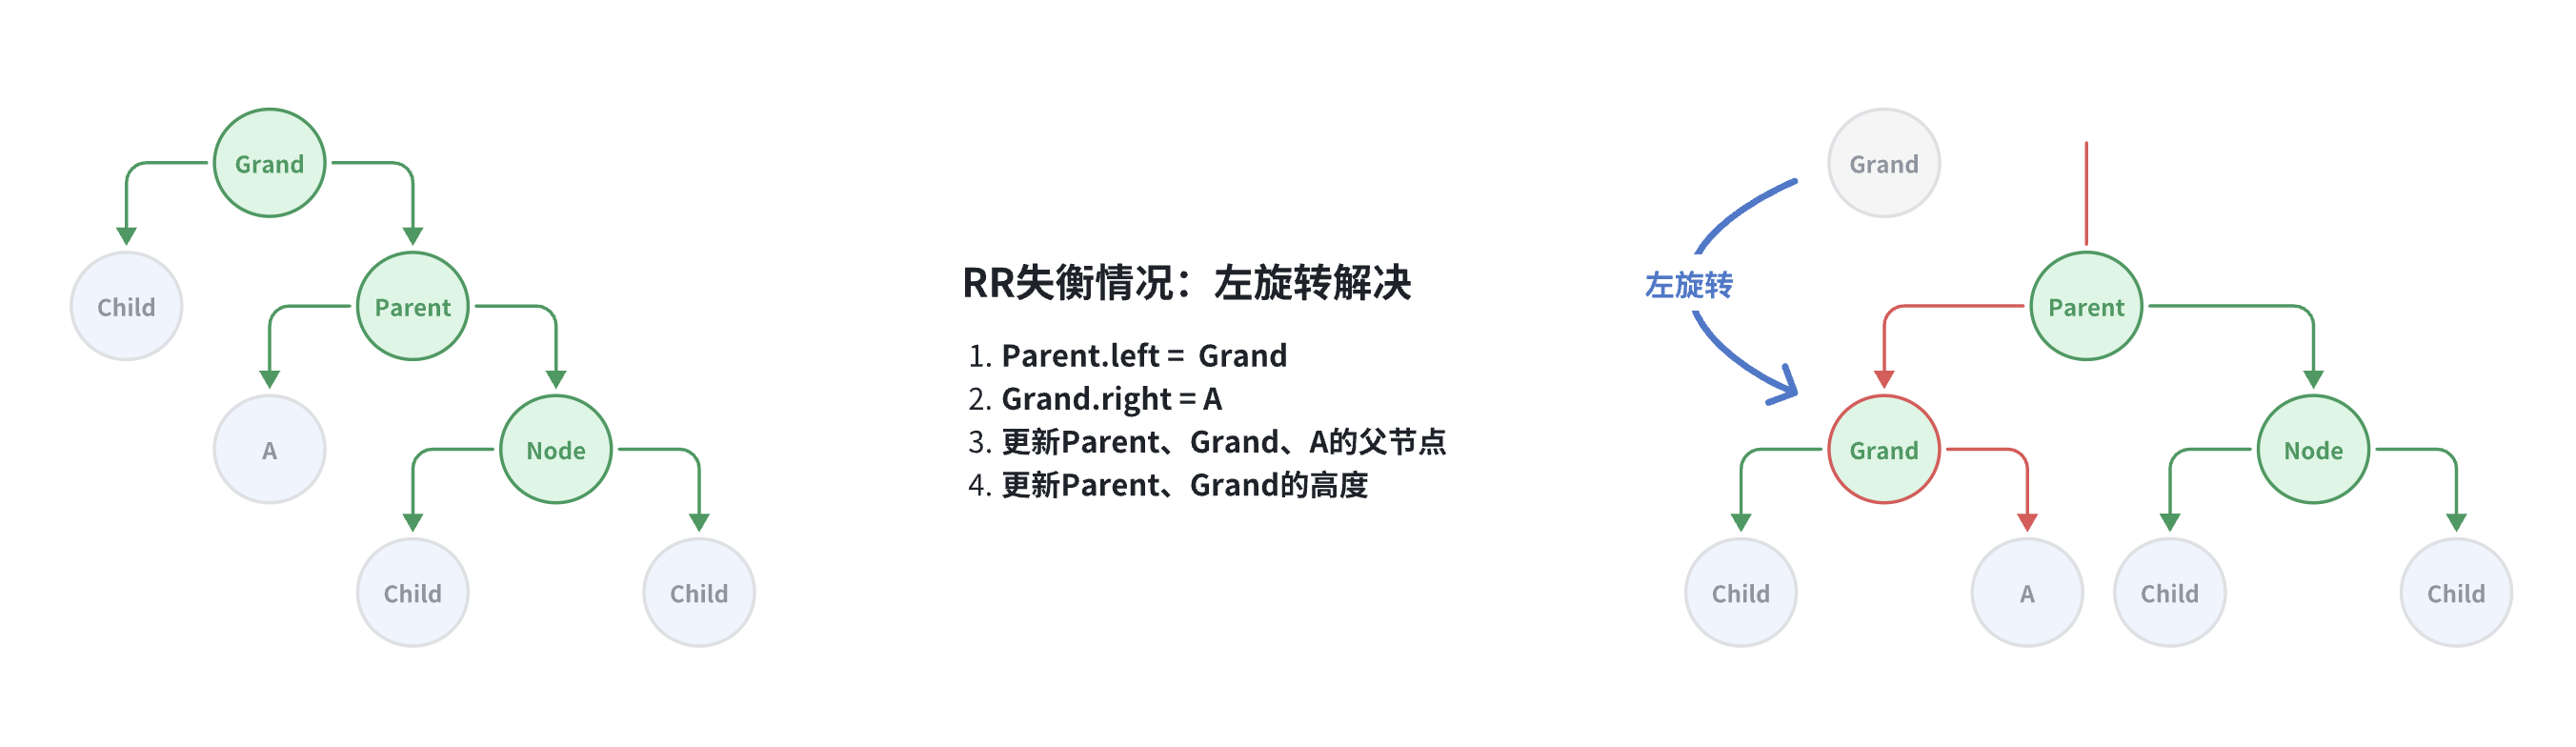 Grand
Child
Parent
A
Node
Child
Child
RR失衡情况：左旋转解决
1. Parent.left = Grand
2. Grand.right = A
3. 更新Parent、Grand、A的父节点
4. 更新Parent、Grand的高度
Grand
左旋转
Parent
Grand
Node
Child
A
Child
Child